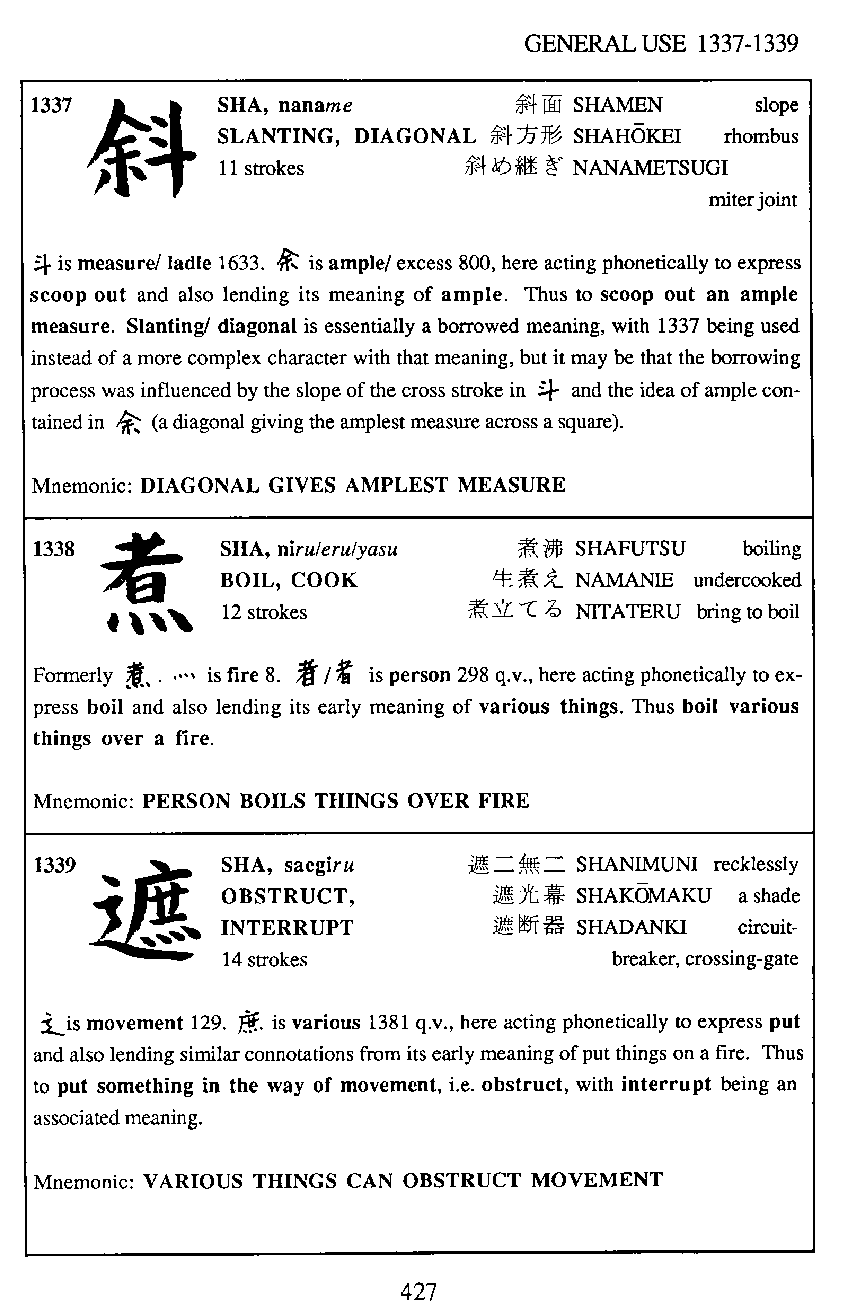 GENERAL USE 1337-1339
1337 斜 SHA, naname 斜面 SHAMEN slope
SLANTING, DIAGONAL 斜方形 SHAHŌKEI rhombus
11 strokes 斜め継ぎ NANAMETSUGI
miter joint
斗 is measure/ ladle 1633. 余 is ample/ excess 800, here acting phonetically to express
scoop out and also lending its meaning of ample. Thus to scoop out an ample
measure. Slanting/ diagonal is essentially a borrowed meaning, with 1337 being used
instead of a more complex character with that meaning, but it may be that the borrowing
process was influenced by the slope of the cross stroke in 斗 and the idea of ample con-
tained in 余 (a diagonal giving the amplest measure across a square).
Mnemonic: DIAGONAL GIVES AMPLEST MEASURE
1338 煮 SHA, niru/eru/yasu 煮沸 SHAFUTSU boiling
BOIL, COOK 生煮え NAMANIE undercooked
12 strokes 煮立てる NITATERU bring to boil
Formerly 煮. 灬 is fire 8. 者/者 is person 298 q.v., here acting phonetically to ex-
press boil and also lending its early meaning of various things. Thus boil various
things over a fire.
Mnemonic: PERSON BOILS THINGS OVER FIRE
1339 遮 SHA, saegiru 遮二無二 SHANIMUNI recklessly
OBSTRUCT, 遮光幕 SHAKŌMAKU a shade
INTERRUPT 遮断器 SHADANKI circuit-
14 strokes breaker, crossing-gate
辶 is movement 129. 庶 is various 1381 q.v., here acting phonetically to express put
and also lending similar connotations from its early meaning of put things on a fire. Thus
to put something in the way of movement, i.e. obstruct, with interrupt being an
associated meaning.
Mnemonic: VARIOUS THINGS CAN OBSTRUCT MOVEMENT
427